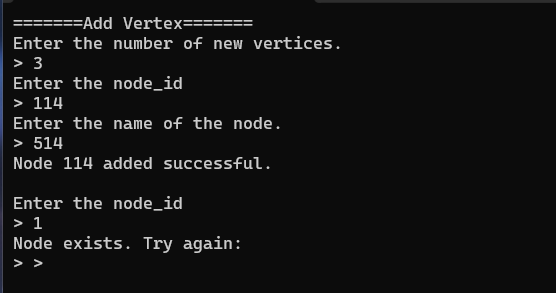 =======Add Vertex=======
Enter the number of new vertices.
> 3
Enter the node_id
> 114
Enter the name of the node.
> 514
Node 114 added successful.
Enter the node_id
> 1
Node exists. Try again:
> >